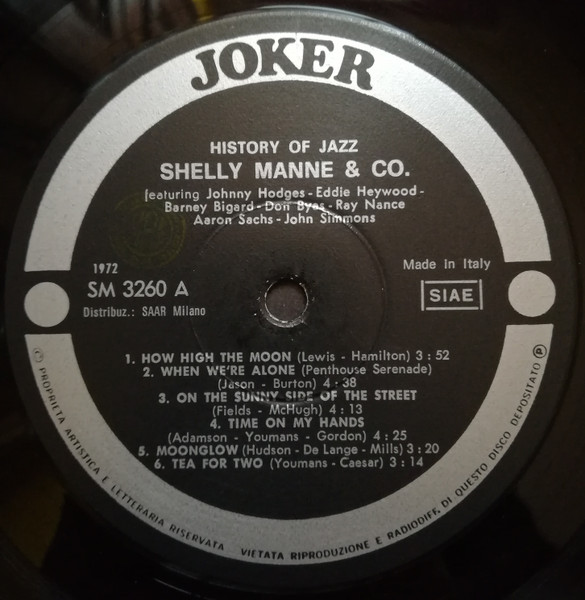 JOKER
HISTORY OF JAZZ
SHELLY MANNE & CO.
featuring Johnny Hodges - Eddie Heywood -
Barney Bigard - Don Byas - Ray Nance
Aaron Sachs - John Simmons
1972
SM 3260 A
Distribuz.: SAAR Milano
Made in Italy
SIAE
1. HOW HIGH THE MOON (Lewis - Hamilton) 3 : 52
2. WHEN WE'RE ALONE (Penthouse Serenade)
(Jason - Burton) 4 : 38
3. ON THE SUNNY SIDE OF THE STREET
(Fields - McHugh) 4 : 13
4. TIME ON MY HANDS
(Adamson - Youmans - Gordon) 4 : 25
5. MOONGLOW (Hudson - De Lange - Mills) 3 : 20
6. TEA FOR TWO (Youmans - Caesar) 3 : 14
Ⓒ PROPRIETA ARTISTICA E LETTERARIA RISERVATA VIETATA RIPRODUZIONE E RADIODIFF. DI QUESTO DISCO DEPOSITATO Ⓟ